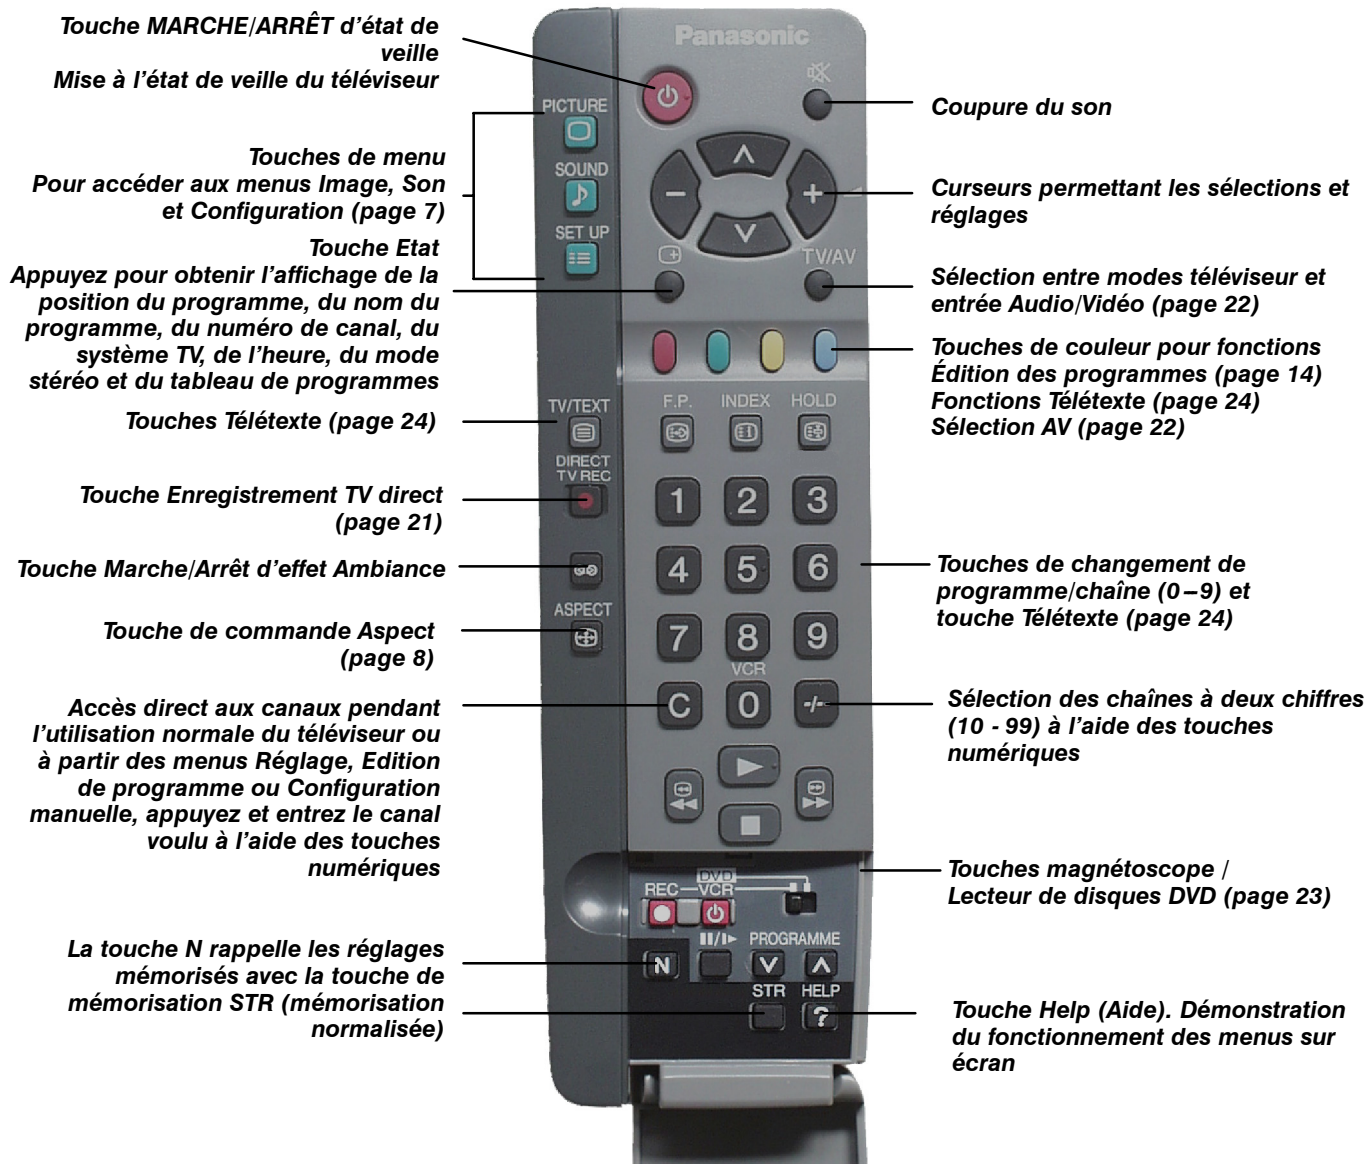 Touche MARCHE/ARRÊT d'état de
veille
Mise à l'état de veille du téléviseur
Touches de menu
Pour accéder aux menus Image, Son
et Configuration (page 7)
Touche Etat
Appuyez pour obtenir l'affichage de la
position du programme, du nom du
programme, du numéro de canal, du
système TV, de l'heure, du mode
stéréo et du tableau de programmes
Touches Télétexte (page 24)
Touche Enregistrement TV direct
(page 21)
Touche Marche/Arrêt d'effet Ambiance
Touche de commande Aspect
(page 8)
Accès direct aux canaux pendant
l'utilisation normale du téléviseur ou
à partir des menus Réglage, Edition
de programme ou Configuration
manuelle, appuyez et entrez le canal
voulu à l'aide des touches
numériques
La touche N rappelle les réglages
mémorisés avec la touche de
mémorisation STR (mémorisation
normalisée)
Panasonic
PICTURE
SOUND
SET UP
TV/AV
TV/TEXT
F.P. INDEX HOLD
DIRECT
TV REC
1 2 3
4 5 6
ASPECT
7 8 9
VCR
C 0 -/--
DVD
REC VCR
PROGRAMME
N
STR HELP
?
Coupure du son
Curseurs permettant les sélections et
réglages
Sélection entre modes téléviseur et
entrée Audio/Vidéo (page 22)
Touches de couleur pour fonctions
Édition des programmes (page 14)
Fonctions Télétexte (page 24)
Sélection AV (page 22)
Touches de changement de
programme/chaîne (0–9) et
touche Télétexte (page 24)
Sélection des chaînes à deux chiffres
(10 - 99) à l'aide des touches
numériques
Touches magnétoscope /
Lecteur de disques DVD (page 23)
Touche Help (Aide). Démonstration
du fonctionnement des menus sur
écran